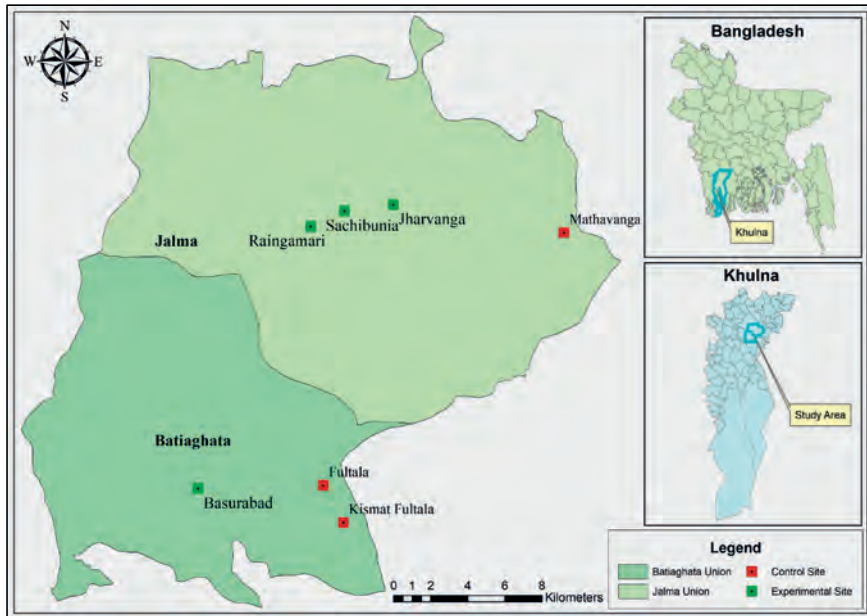 N
W
E
S
Jharvanga
Sachibunia
Raingamari
Mathavanga
Jalma
Batiaghata
Fultala
Basurabad
Kismat Fultala
0 1 2 4 6 8
Kilometers
Bangladesh
Khulna
Khulna
Study Area
Legend
Batiaghata Union
Control Site
Jalma Union
Experimental Site